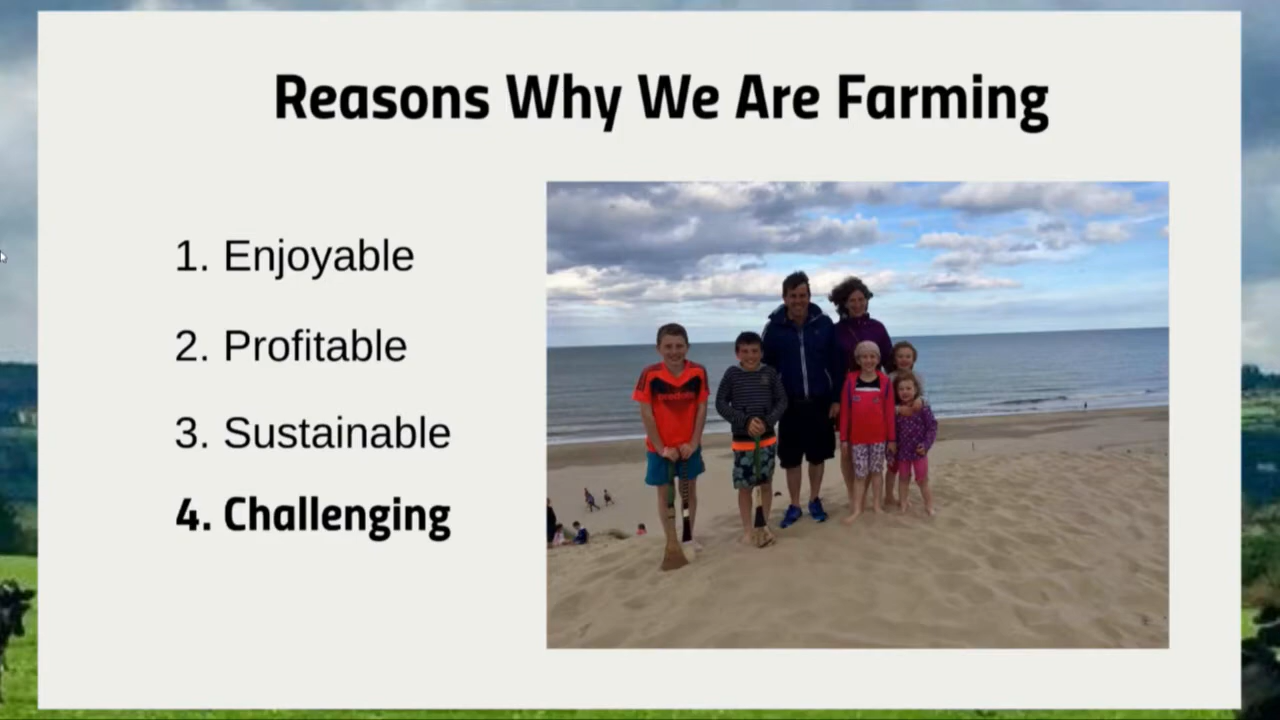 Reasons Why We Are Farming
1. Enjoyable
2. Profitable
3. Sustainable
4. Challenging